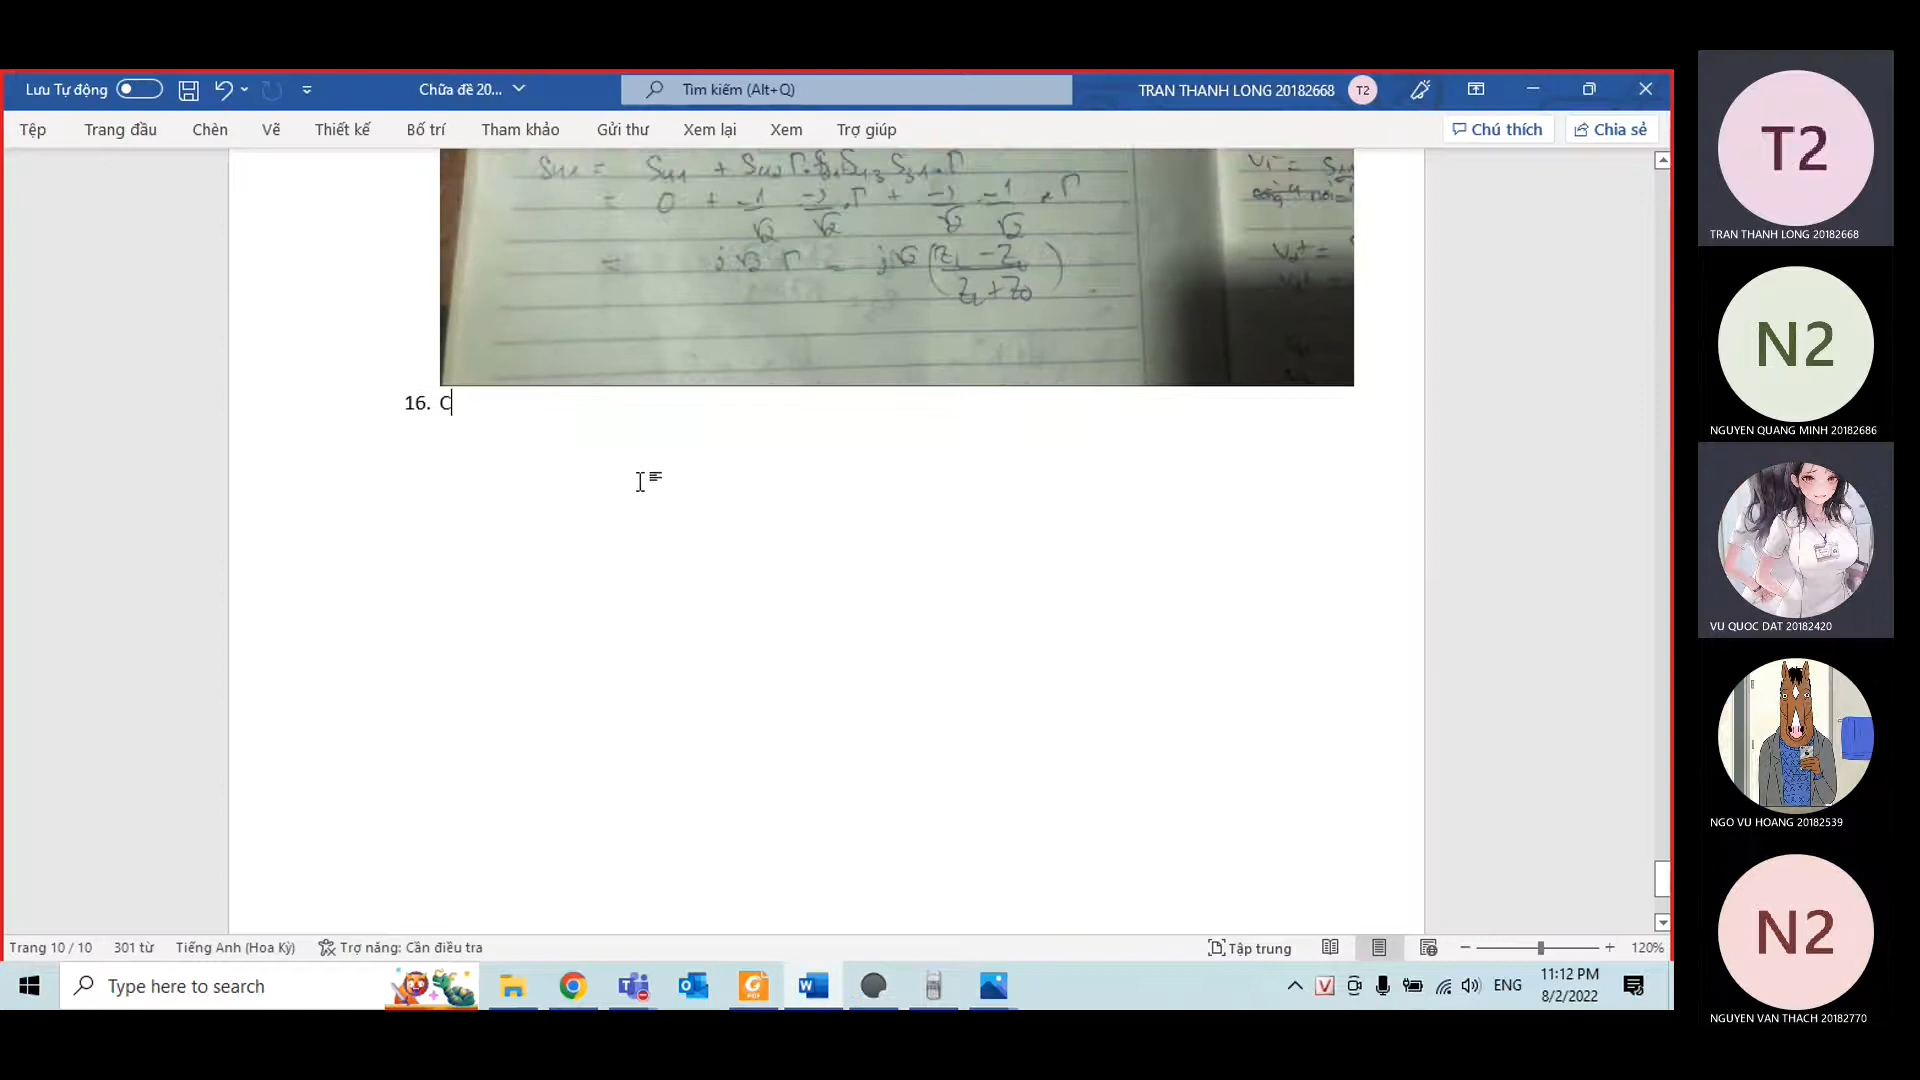 Lưu Tự động
Chữa đề 20...
Tìm kiếm (Alt+Q)
TRAN THANH LONG 20182668
T2
Tệp
Trang đầu
Chèn
Vẽ
Thiết kế
Bố trí
Tham khảo
Gửi thư
Xem lại
Xem
Trợ giúp
Chú thích
Chia sẻ
16. C
Trang 10 / 10
301 từ
Tiếng Anh (Hoa Kỳ)
Trợ năng: Cần điều tra
Tập trung
120%
Type here to search
ENG
11:12 PM
8/2/2022
T2
TRAN THANH LONG 20182668
N2
NGUYEN QUANG MINH 20182686
VU QUOC DAT 20182420
NGO VU HOANG 20182539
N2
NGUYEN VAN THACH 20182770